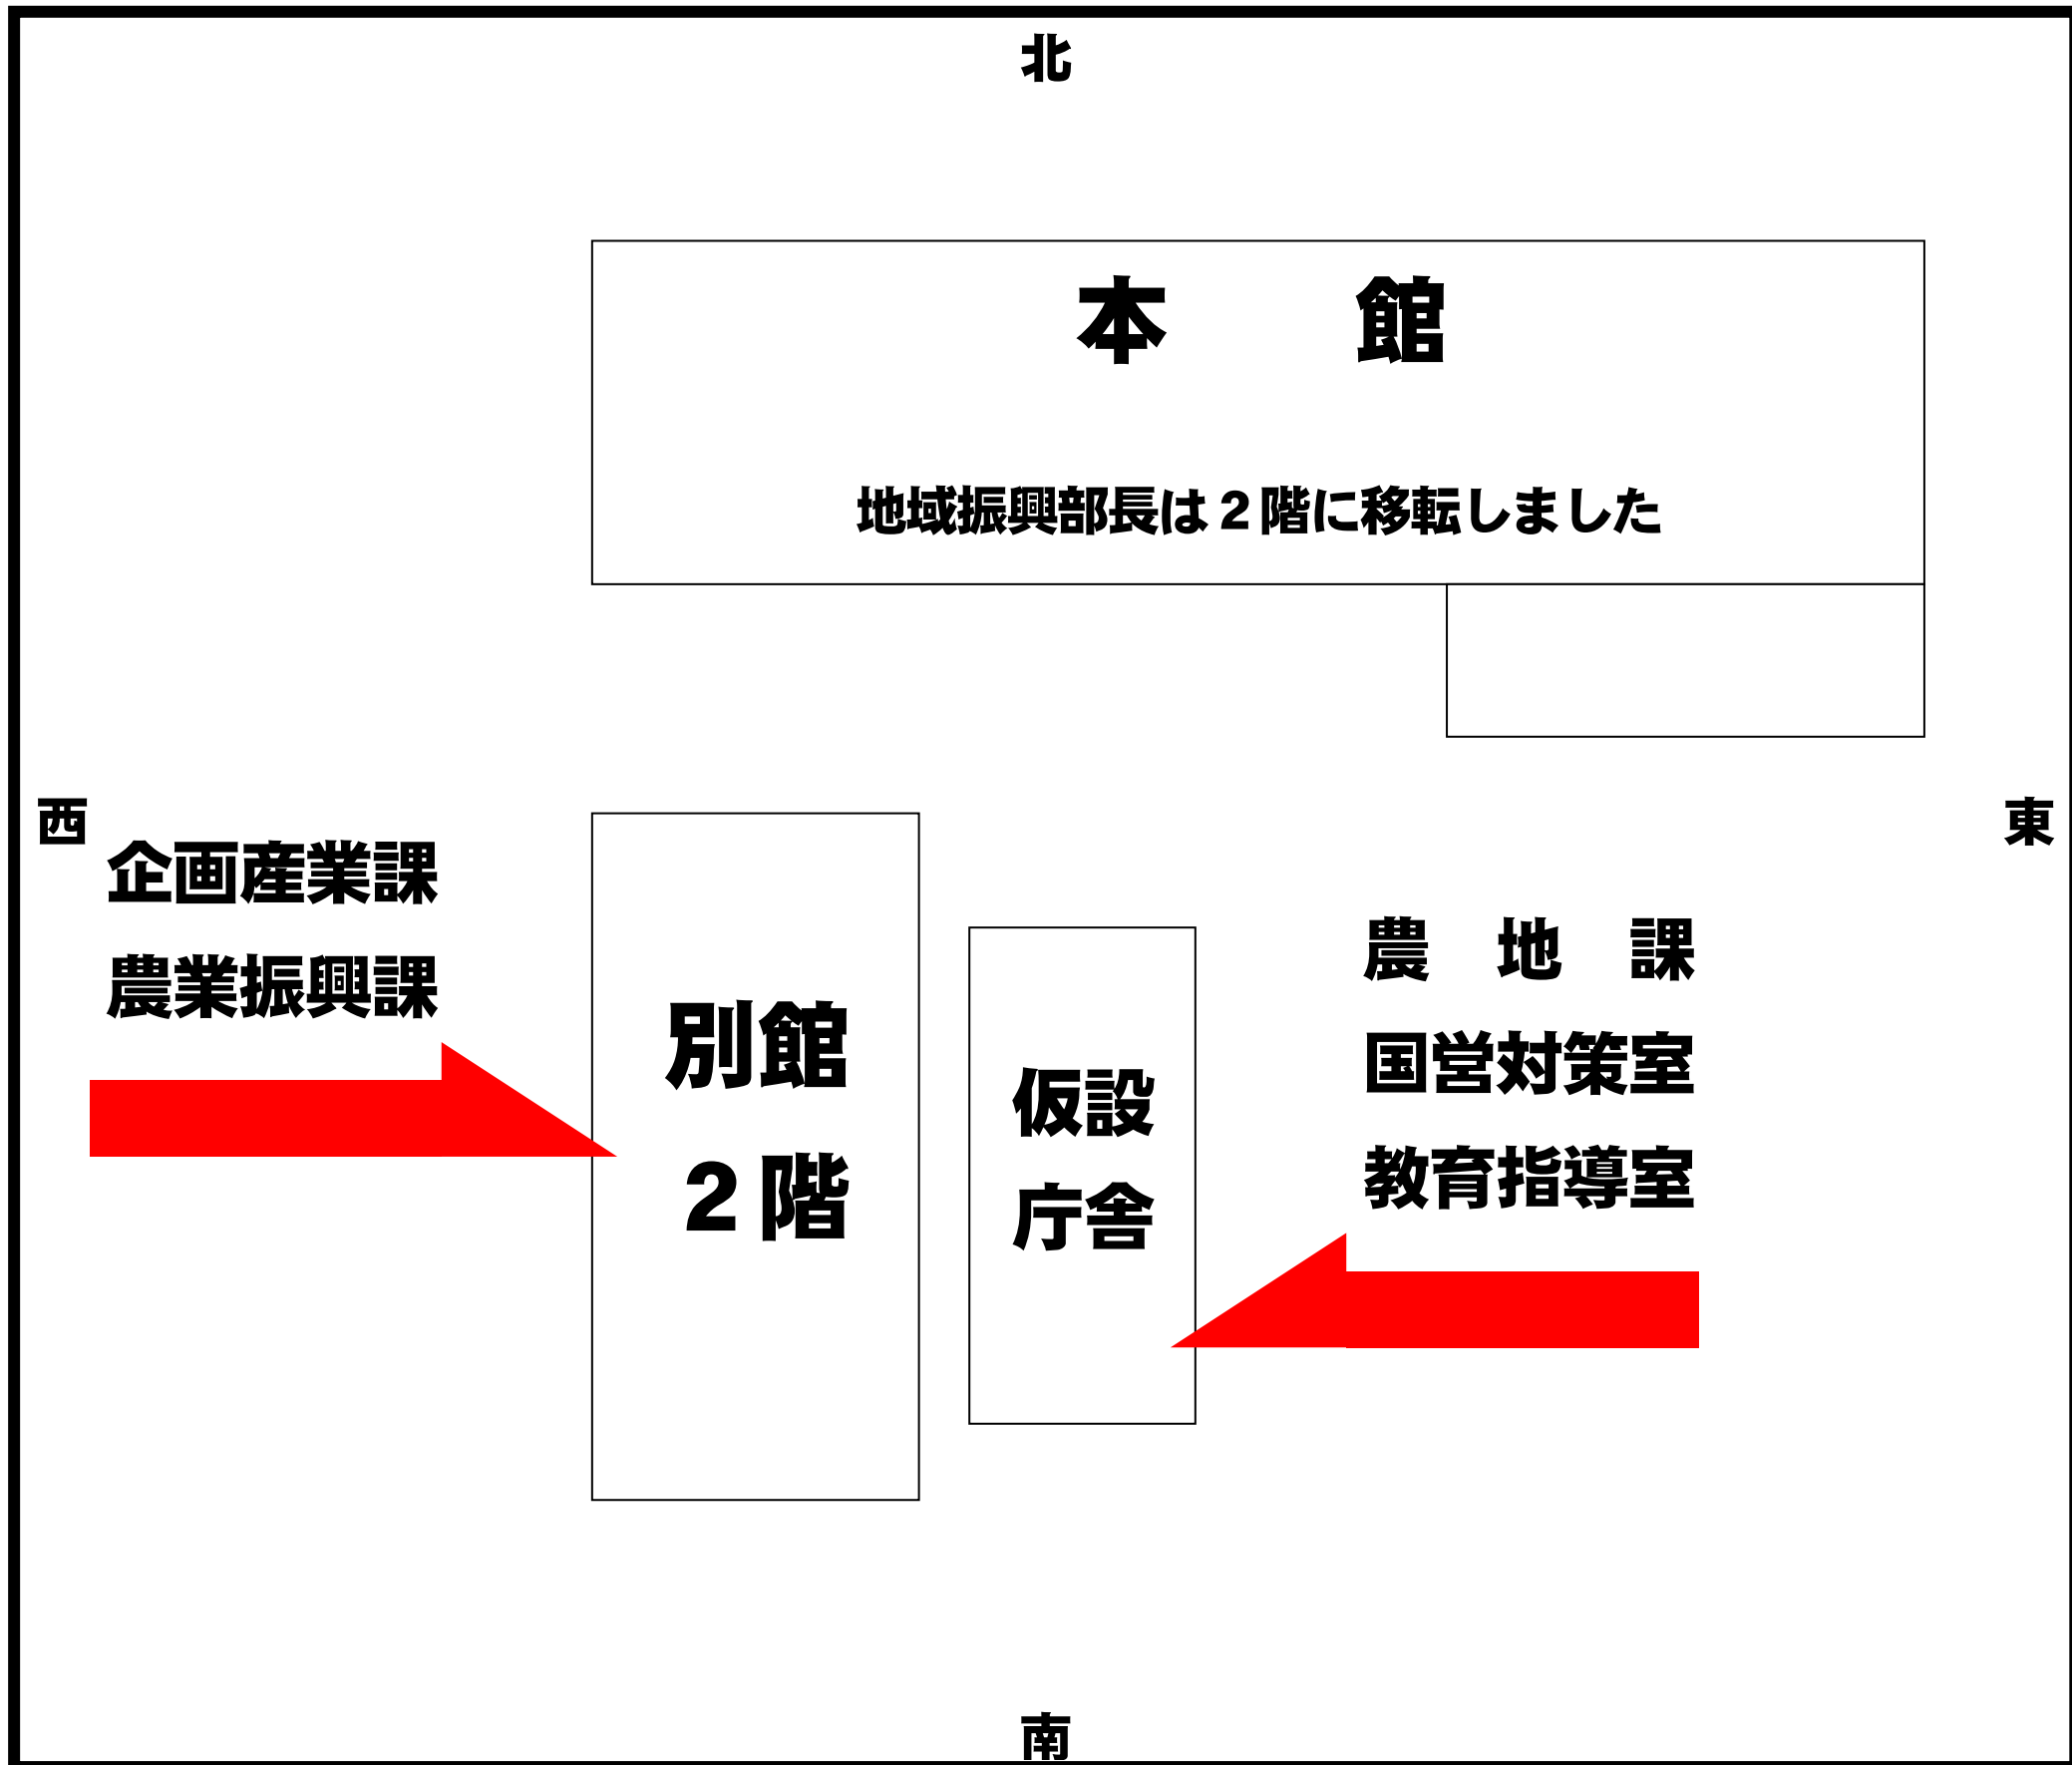 北
本　館
地域振興部長は２階に移転しました
西
東
企画産業課
農業振興課
別館
２階
仮設
庁舎
農　地　課
国営対策室
教育指導室
南